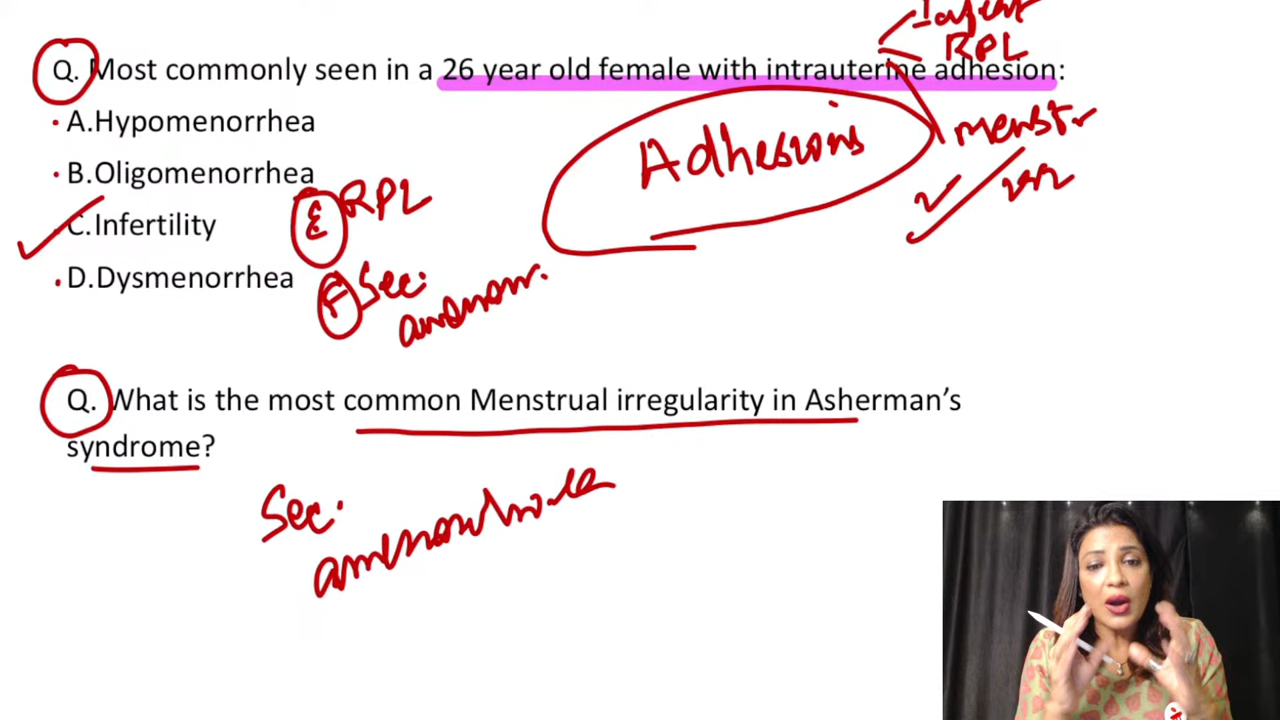 Infert
RPL
Q. Most commonly seen in a 26 year old female with intrauterine adhesion:
A.Hypomenorrhea
Adhesions
menstr
B.Oligomenorrhea
E RPL
C.Infertility
D.Dysmenorrhea
F Sec.
amenorr.
Q. What is the most common Menstrual irregularity in Asherman’s
syndrome?
Sec.